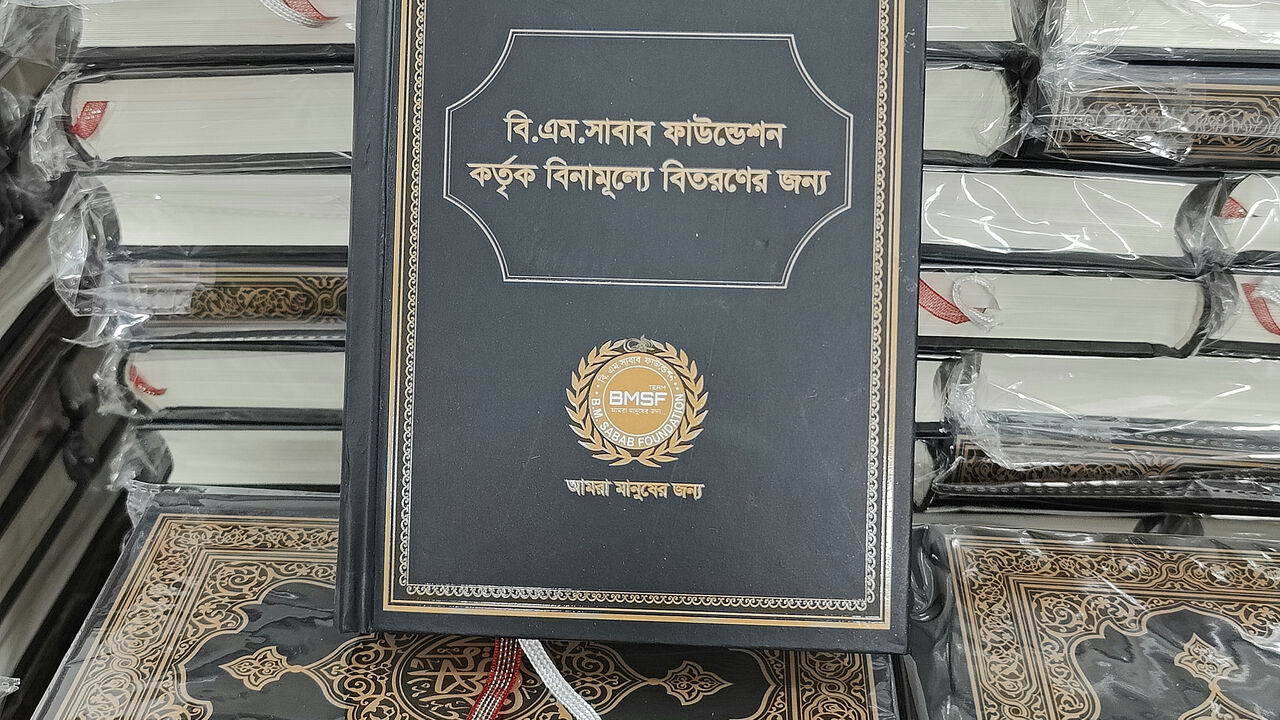 বি.এম.সাবাব ফাউন্ডেশন
কর্তৃক বিনামূল্যে বিতরণের জন্য
বি. এম. সাবাব ফাউন্ডেশন
TEAM
BMSF
আমরা মানুষের জন্য
B.M. SABAB FOUNDATION
আমরা মানুষের জন্য